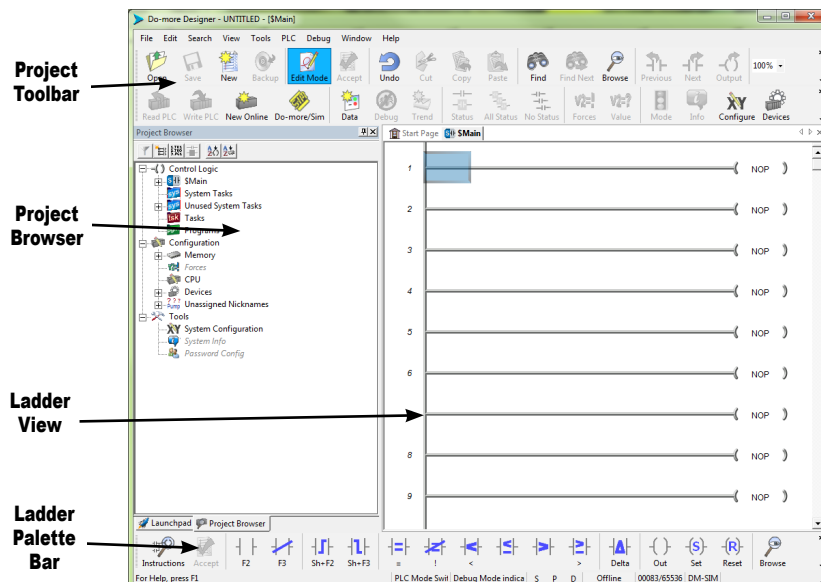 Do-more Designer - UNTITLED - [$Main]
File Edit Search View Tools PLC Debug Window Help
Project Toolbar
Open Save New Backup Edit Mode Accept Undo Cut Copy Paste Find Find Next Browse Previous Next Output 100%
Read PLC Write PLC New Online Do-more/Sim Data Debug Trend Status All Status No Status Forces Value Mode Info Configure Devices
Project Browser
Start Page $Main
Control Logic
$Main
System Tasks
Unused System Tasks
Tasks
Programs
Configuration
Memory
Forces
CPU
Devices
Unassigned Nicknames
Tools
System Configuration
System Info
Password Config
Project Browser
1 NOP
2 NOP
3 NOP
4 NOP
5 NOP
6 NOP
NOP
8 NOP
9 NOP
Ladder View
Launchpad Project Browser
Ladder Palette Bar
Instructions Accept F2 F3 Sh+F2 Sh+F3 = ! < > Delta Out Set Reset Browse
For Help, press F1
PLC Mode Swit Debug Mode indica S P D Offline 00083/65536 DM-SIM